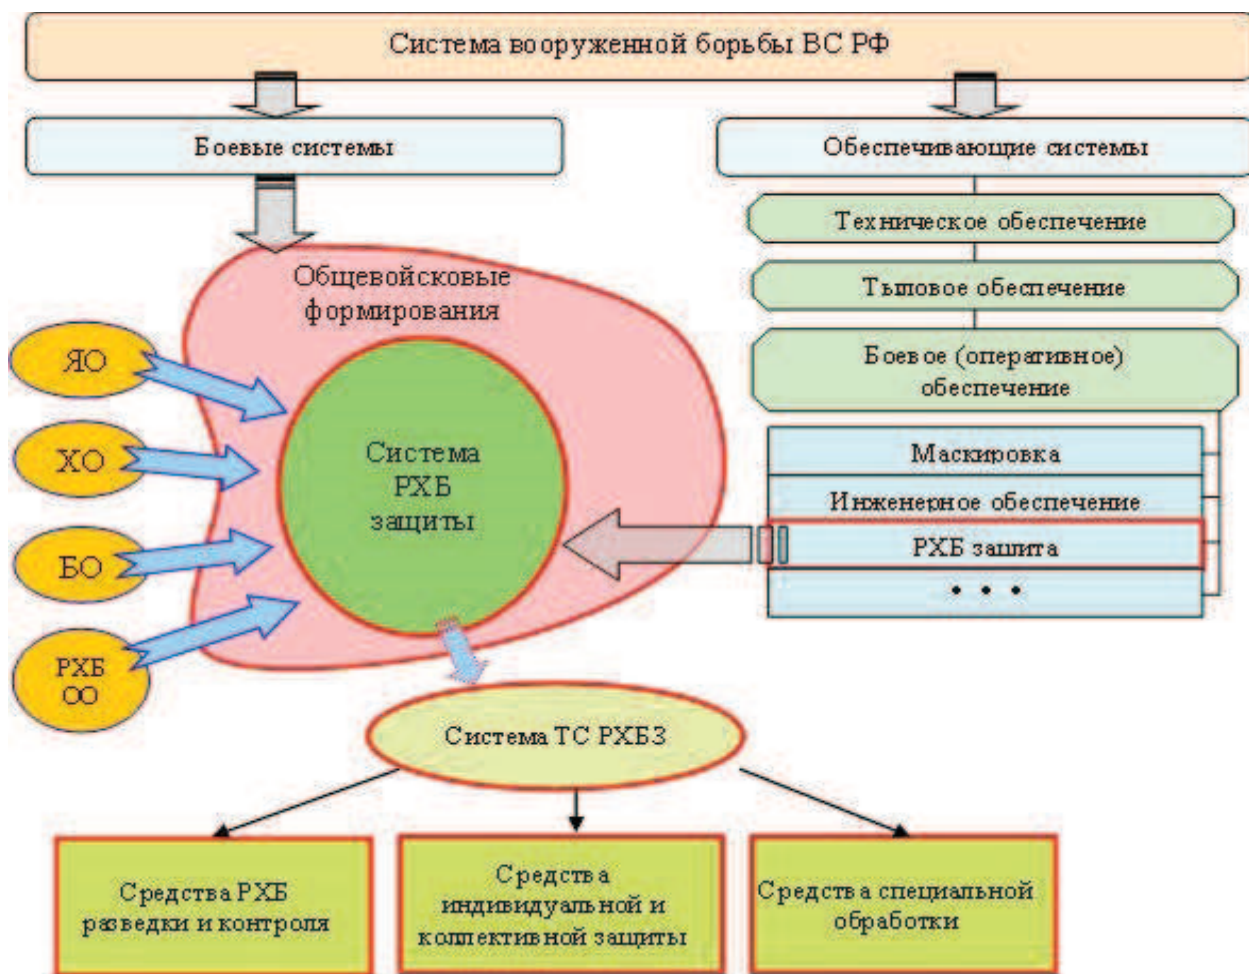 Система вооруженной борьбы ВС РФ
Боевые системы
Обеспечивающие системы
Техническое обеспечение
Тыловое обеспечение
Боевое (оперативное)
обеспечение
Общевойсковые
формирования
ЯО
ХО
БО
РХБ
ОО
Система
РХБ
защиты
Маскировка
Инженерное обеспечение
РХБ защита
• • •
Система ТС РХБЗ
Средства РХБ
разведки и контроля
Средства
индивидуальной и
коллективной защиты
Средства специальной
обработки